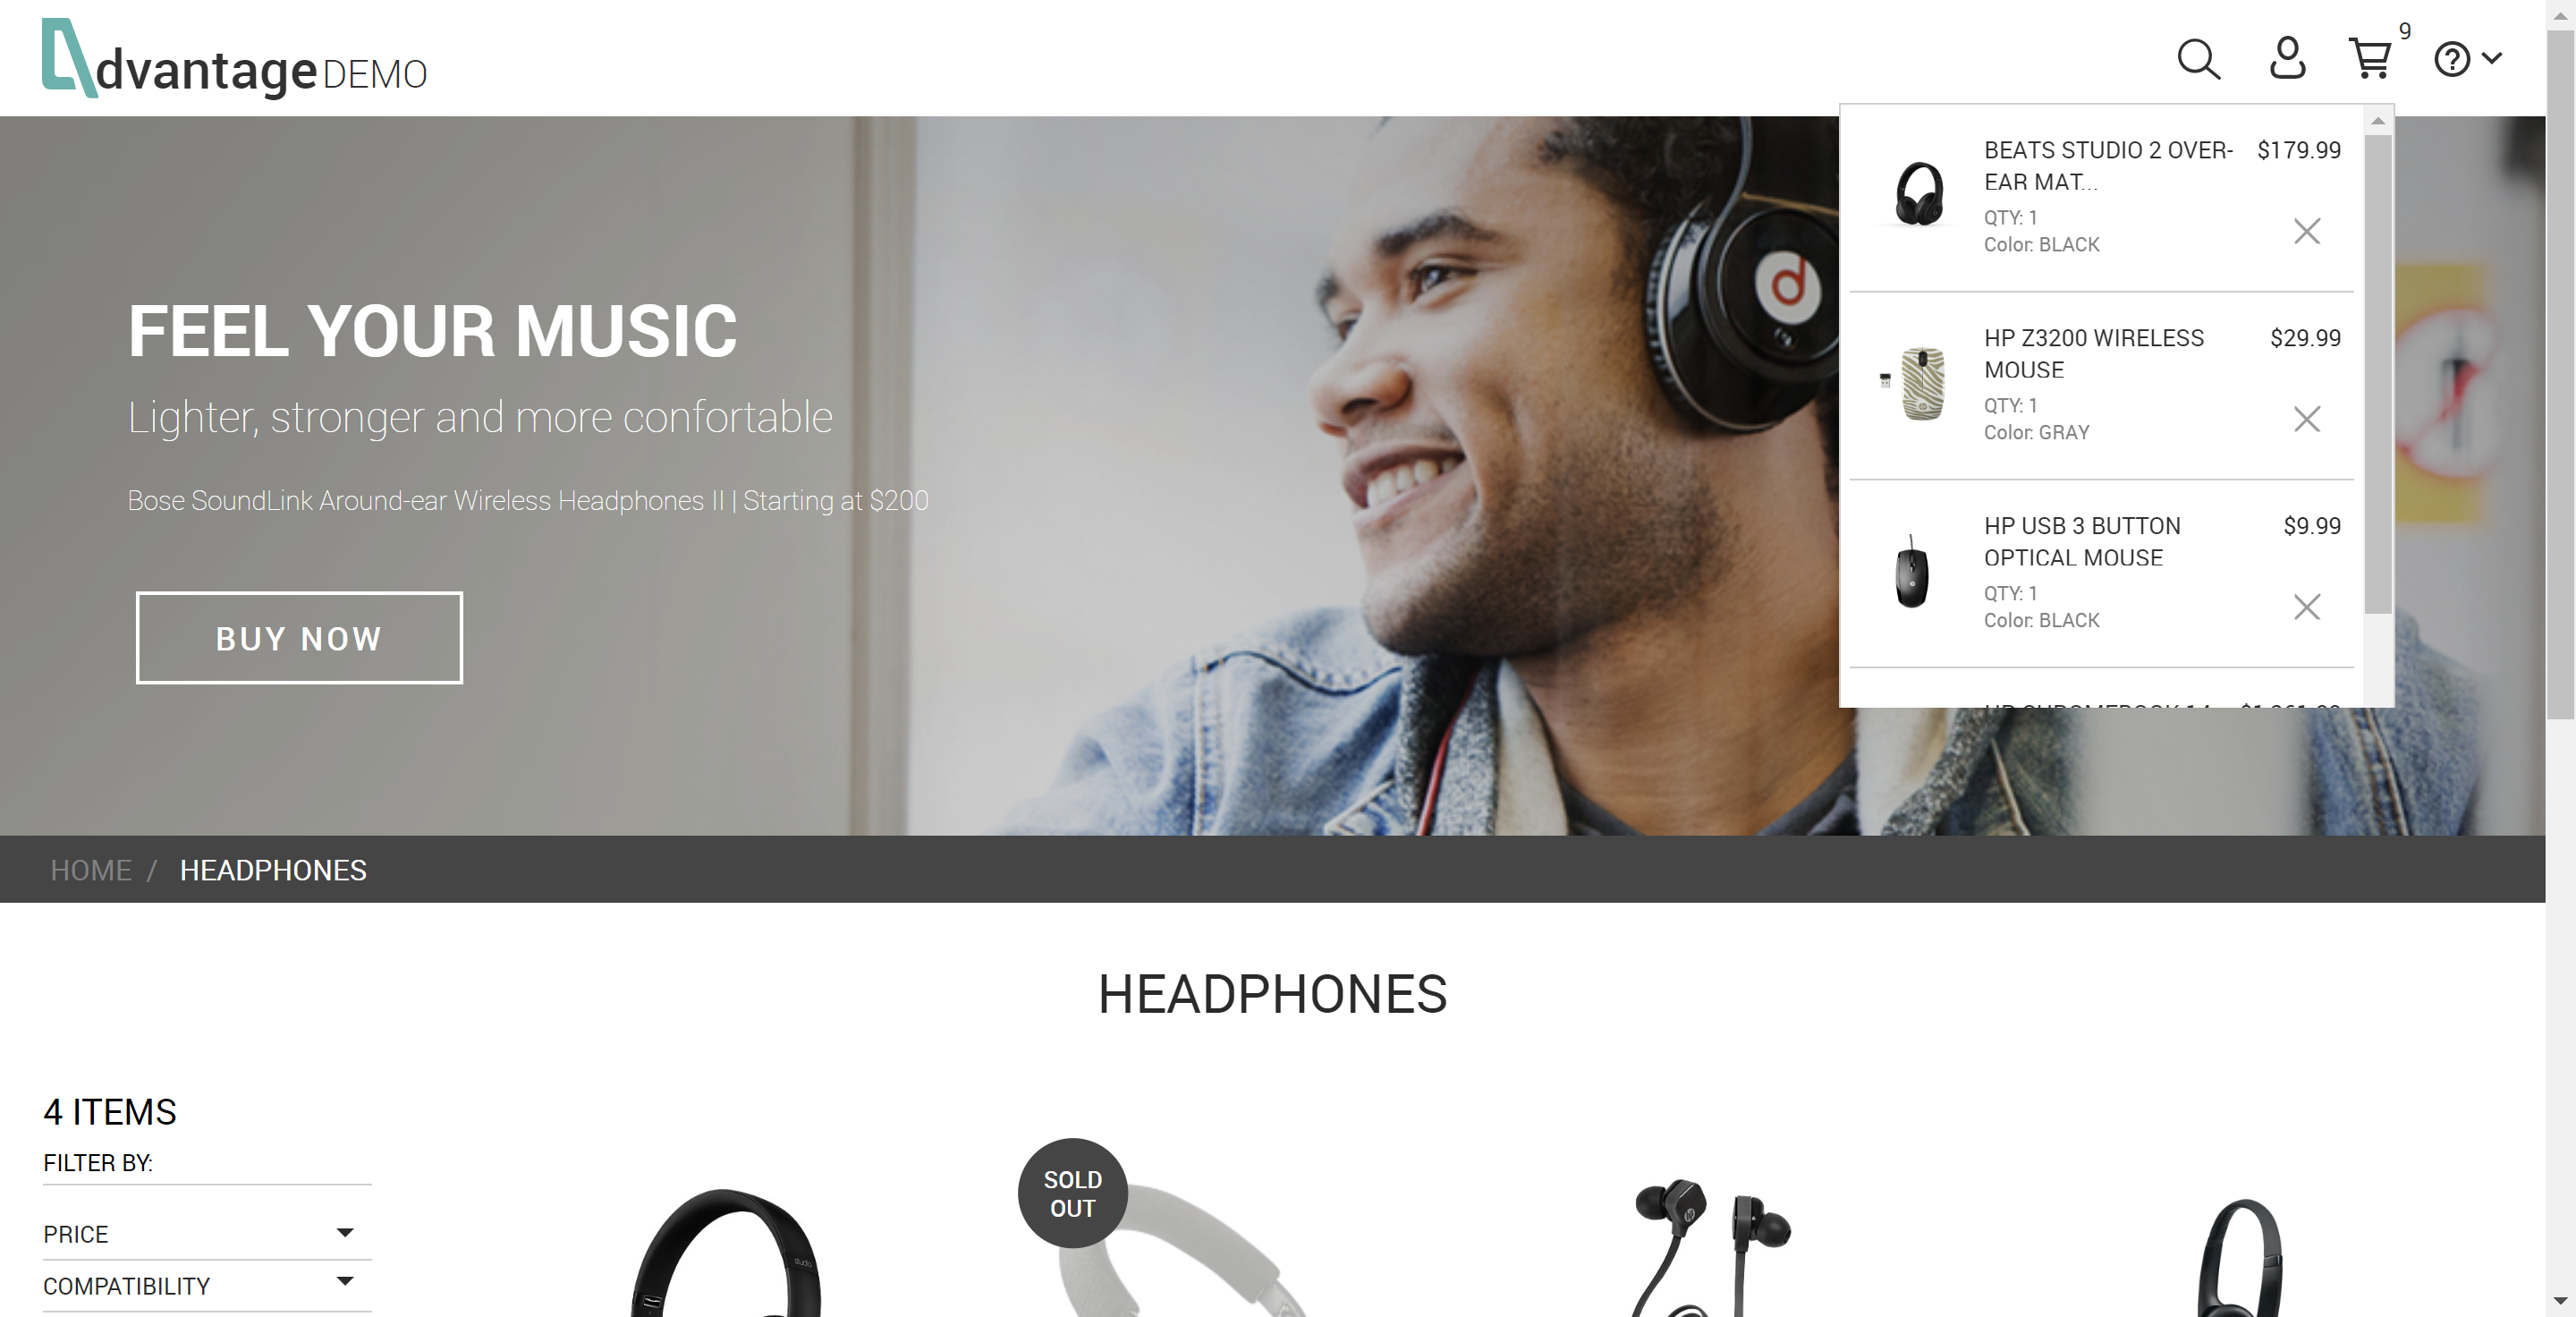 dvantage DEMO
9
BEATS STUDIO 2 OVER-
EAR MAT...
$179.99
QTY: 1
Color: BLACK
HP Z3200 WIRELESS
MOUSE
$29.99
QTY: 1
Color: GRAY
HP USB 3 BUTTON
OPTICAL MOUSE
$9.99
QTY: 1
Color: BLACK
FEEL YOUR MUSIC
Lighter, stronger and more confortable
Bose SoundLink Around-ear Wireless Headphones II | Starting at $200
BUY NOW
HOME / HEADPHONES
HEADPHONES
4 ITEMS
FILTER BY:
PRICE
COMPATIBILITY
SOLD
OUT
studio